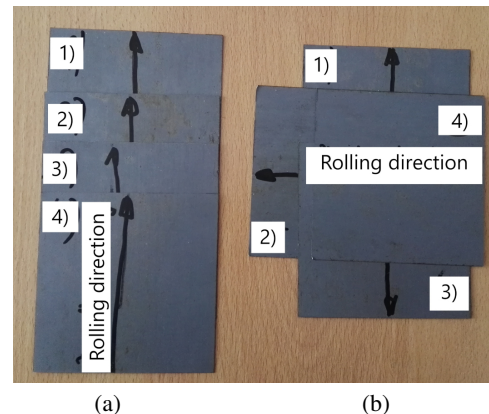 1)
2)
3)
4)
Rolling direction
1)
4)
Rolling direction
2)
3)
(a)
(b)